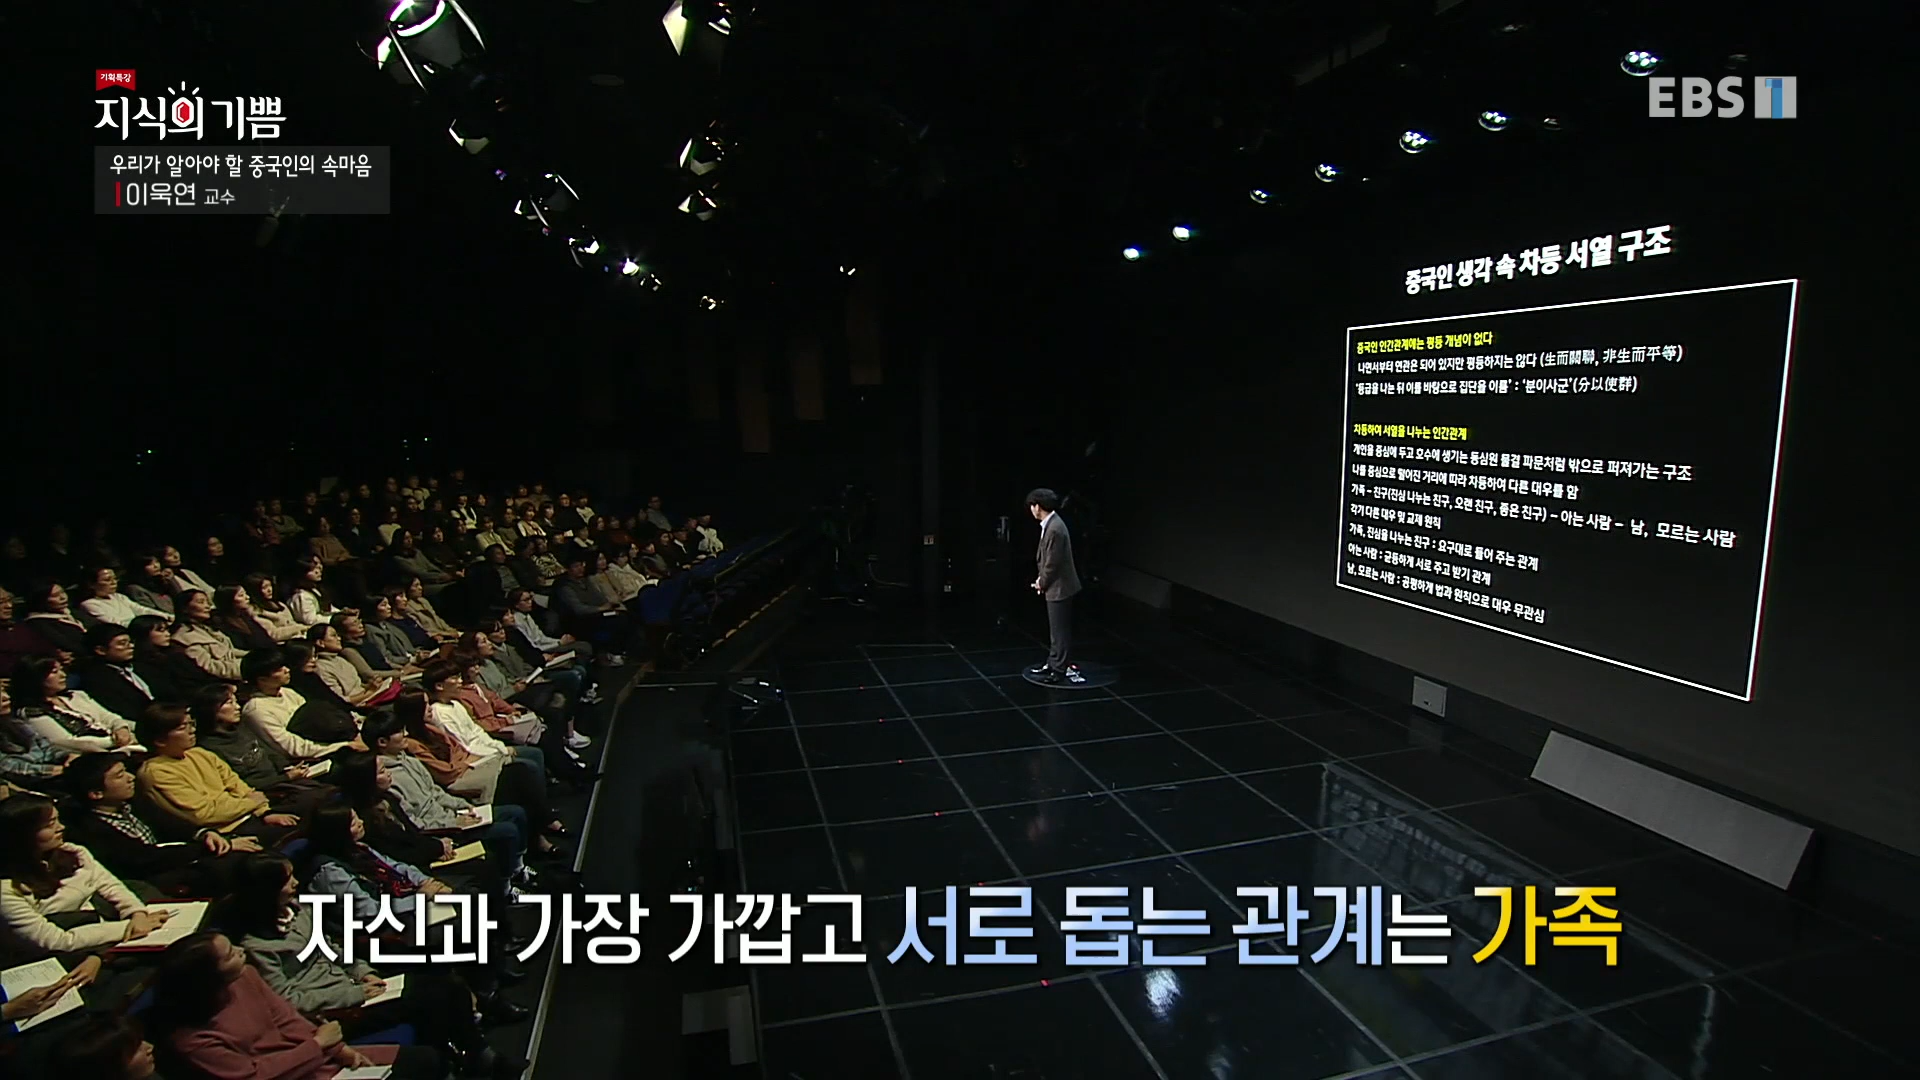 기획특강
지식의 기쁨
우리가 알아야 할 중국인의 속마음
이욱연 교수
EBS 1
중국인 생각 속 차등 서열 구조
중국인 인간관계에는 평등 개념이 없다
나면서부터 연관은 되어 있지만 평등하지는 않다 (生而關聯, 非生而平等)
'등급을 나눈 뒤 이를 바탕으로 집단을 이룸' : '분이사군'(分以使群)
차등하여 서열을 나누는 인간관계
개인을 중심에 두고 호수에 생기는 동심원 물결 파문처럼 밖으로 퍼져가는 구조
나를 중심으로 떨어진 거리에 따라 차등하여 다른 대우를 함
가족 – 친구(진심 나누는 친구, 오랜 친구, 좋은 친구) – 아는 사람 – 남, 모르는 사람
각기 다른 대우 및 교제 원칙
가족, 진심을 나누는 친구 : 요구대로 들어 주는 관계
아는 사람 : 균등하게 서로 주고 받기 관계
남, 모르는 사람 : 공평하게 법과 원칙으로 대우 무관심
자신과 가장 가깝고 서로 돕는 관계는 가족